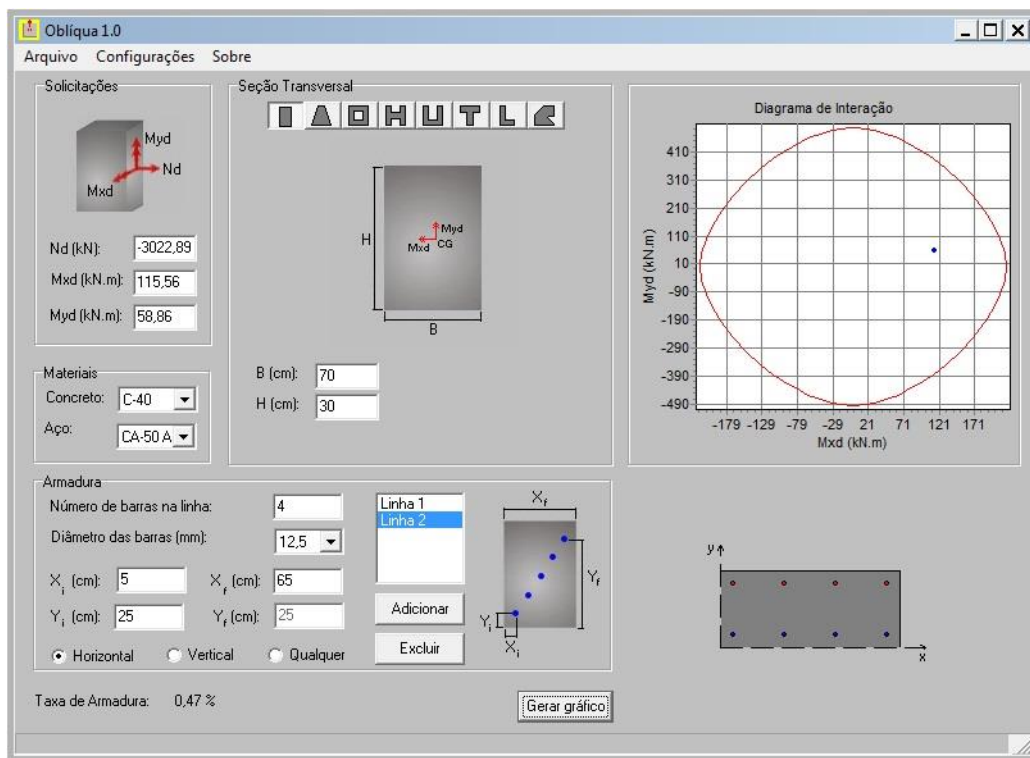 Oblíqua 1.0
Arquivo Configurações Sobre
Solicitações
Myd
Nd
Mxd
Nd (kN): -3022,89
Mxd (kN.m): 115,56
Myd (kN.m): 58,86
Materiais
Concreto: C-40
Aço: CA-50 A
Seção Transversal
H
Myd
Mxd CG
B
B (cm): 70
H (cm): 30
Diagrama de Interação
Myd (kN.m)
410
310
210
110
10
-90
-190
-290
-390
-490
-179 -129 -79 -29 21 71 121 171
Mxd (kN.m)
Armadura
Número de barras na linha: 4
Diâmetro das barras (mm): 12,5
Xi (cm): 5 Xf (cm): 65
Yi (cm): 25 Yf (cm): 25
Horizontal Vertical Qualquer
Linha 1
Linha 2
Adicionar
Excluir
Xf
Yf
Yi
Xi
y
x
Taxa de Armadura: 0,47 %
Gerar gráfico